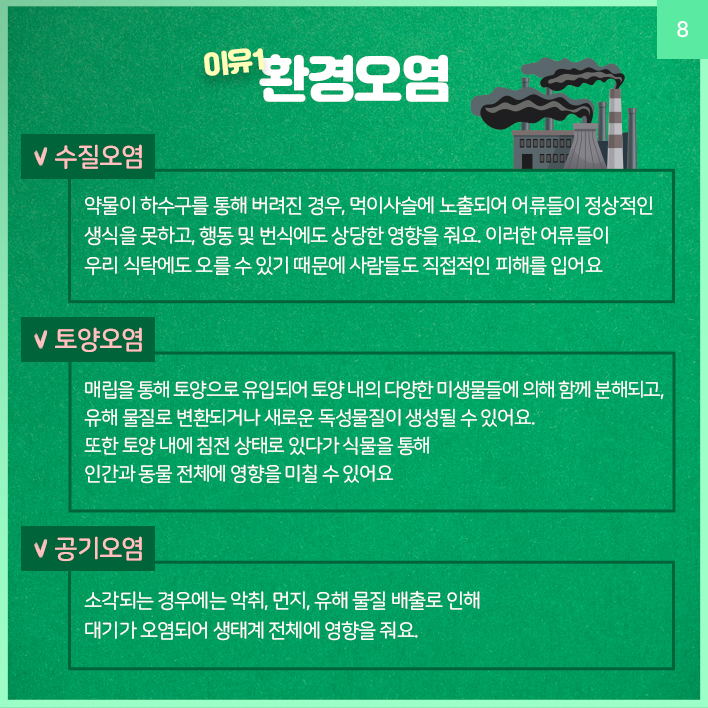 8
이유1
환경오염
√ 수질오염
약물이 하수구를 통해 버려진 경우, 먹이사슬에 노출되어 어류들이 정상적인
생식을 못하고, 행동 및 번식에도 상당한 영향을 줘요. 이러한 어류들이
우리 식탁에도 오를 수 있기 때문에 사람들도 직접적인 피해를 입어요
√ 토양오염
매립을 통해 토양으로 유입되어 토양 내의 다양한 미생물들에 의해 함께 분해되고,
유해 물질로 변환되거나 새로운 독성물질이 생성될 수 있어요.
또한 토양 내에 침전 상태로 있다가 식물을 통해
인간과 동물 전체에 영향을 미칠 수 있어요
√ 공기오염
소각되는 경우에는 악취, 먼지, 유해 물질 배출로 인해
대기가 오염되어 생태계 전체에 영향을 줘요.